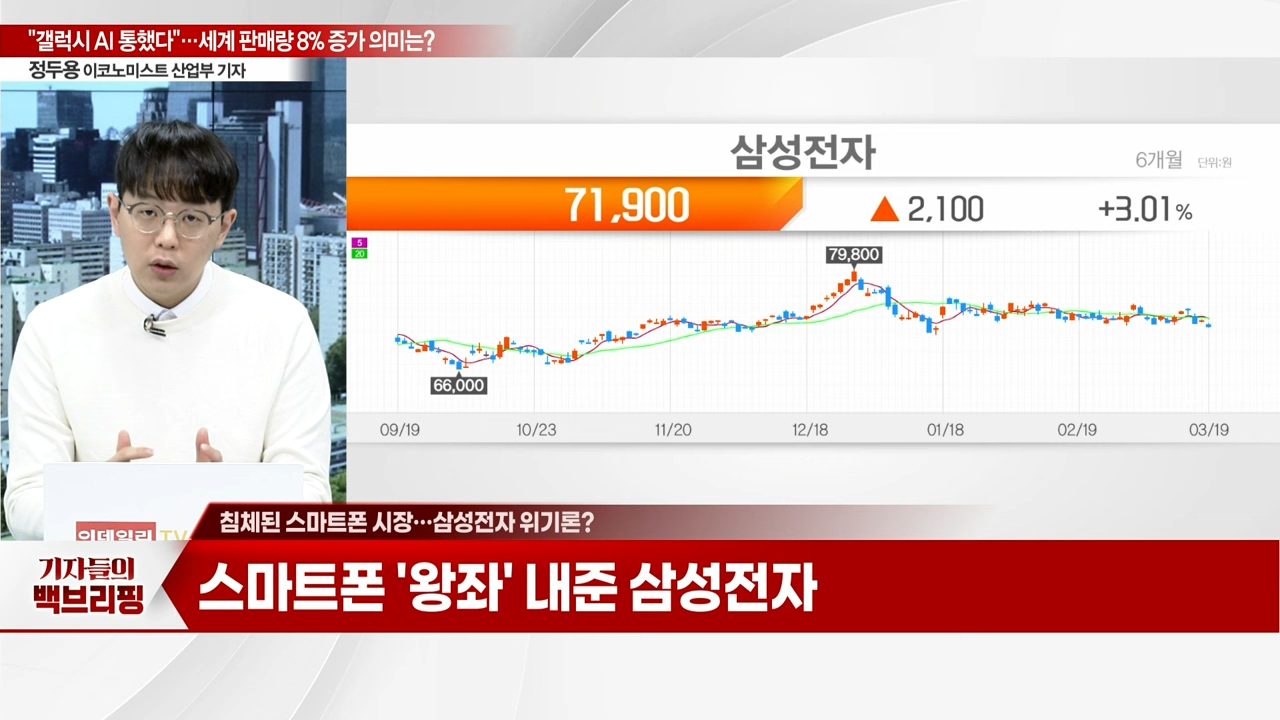 "갤럭시 AI 통했다"…세계 판매량 8% 증가 의미는?
정두용 이코노미스트 산업부 기자
삼성전자
6개월 단위:원
71,900 ▲ 2,100 +3.01%
5
20
79,800
66,000
09/19 10/23 11/20 12/18 01/18 02/19 03/19
이데일리 TV
침체된 스마트폰 시장…삼성전자 위기론?
기자들의
백브리핑
스마트폰 '왕좌' 내준 삼성전자